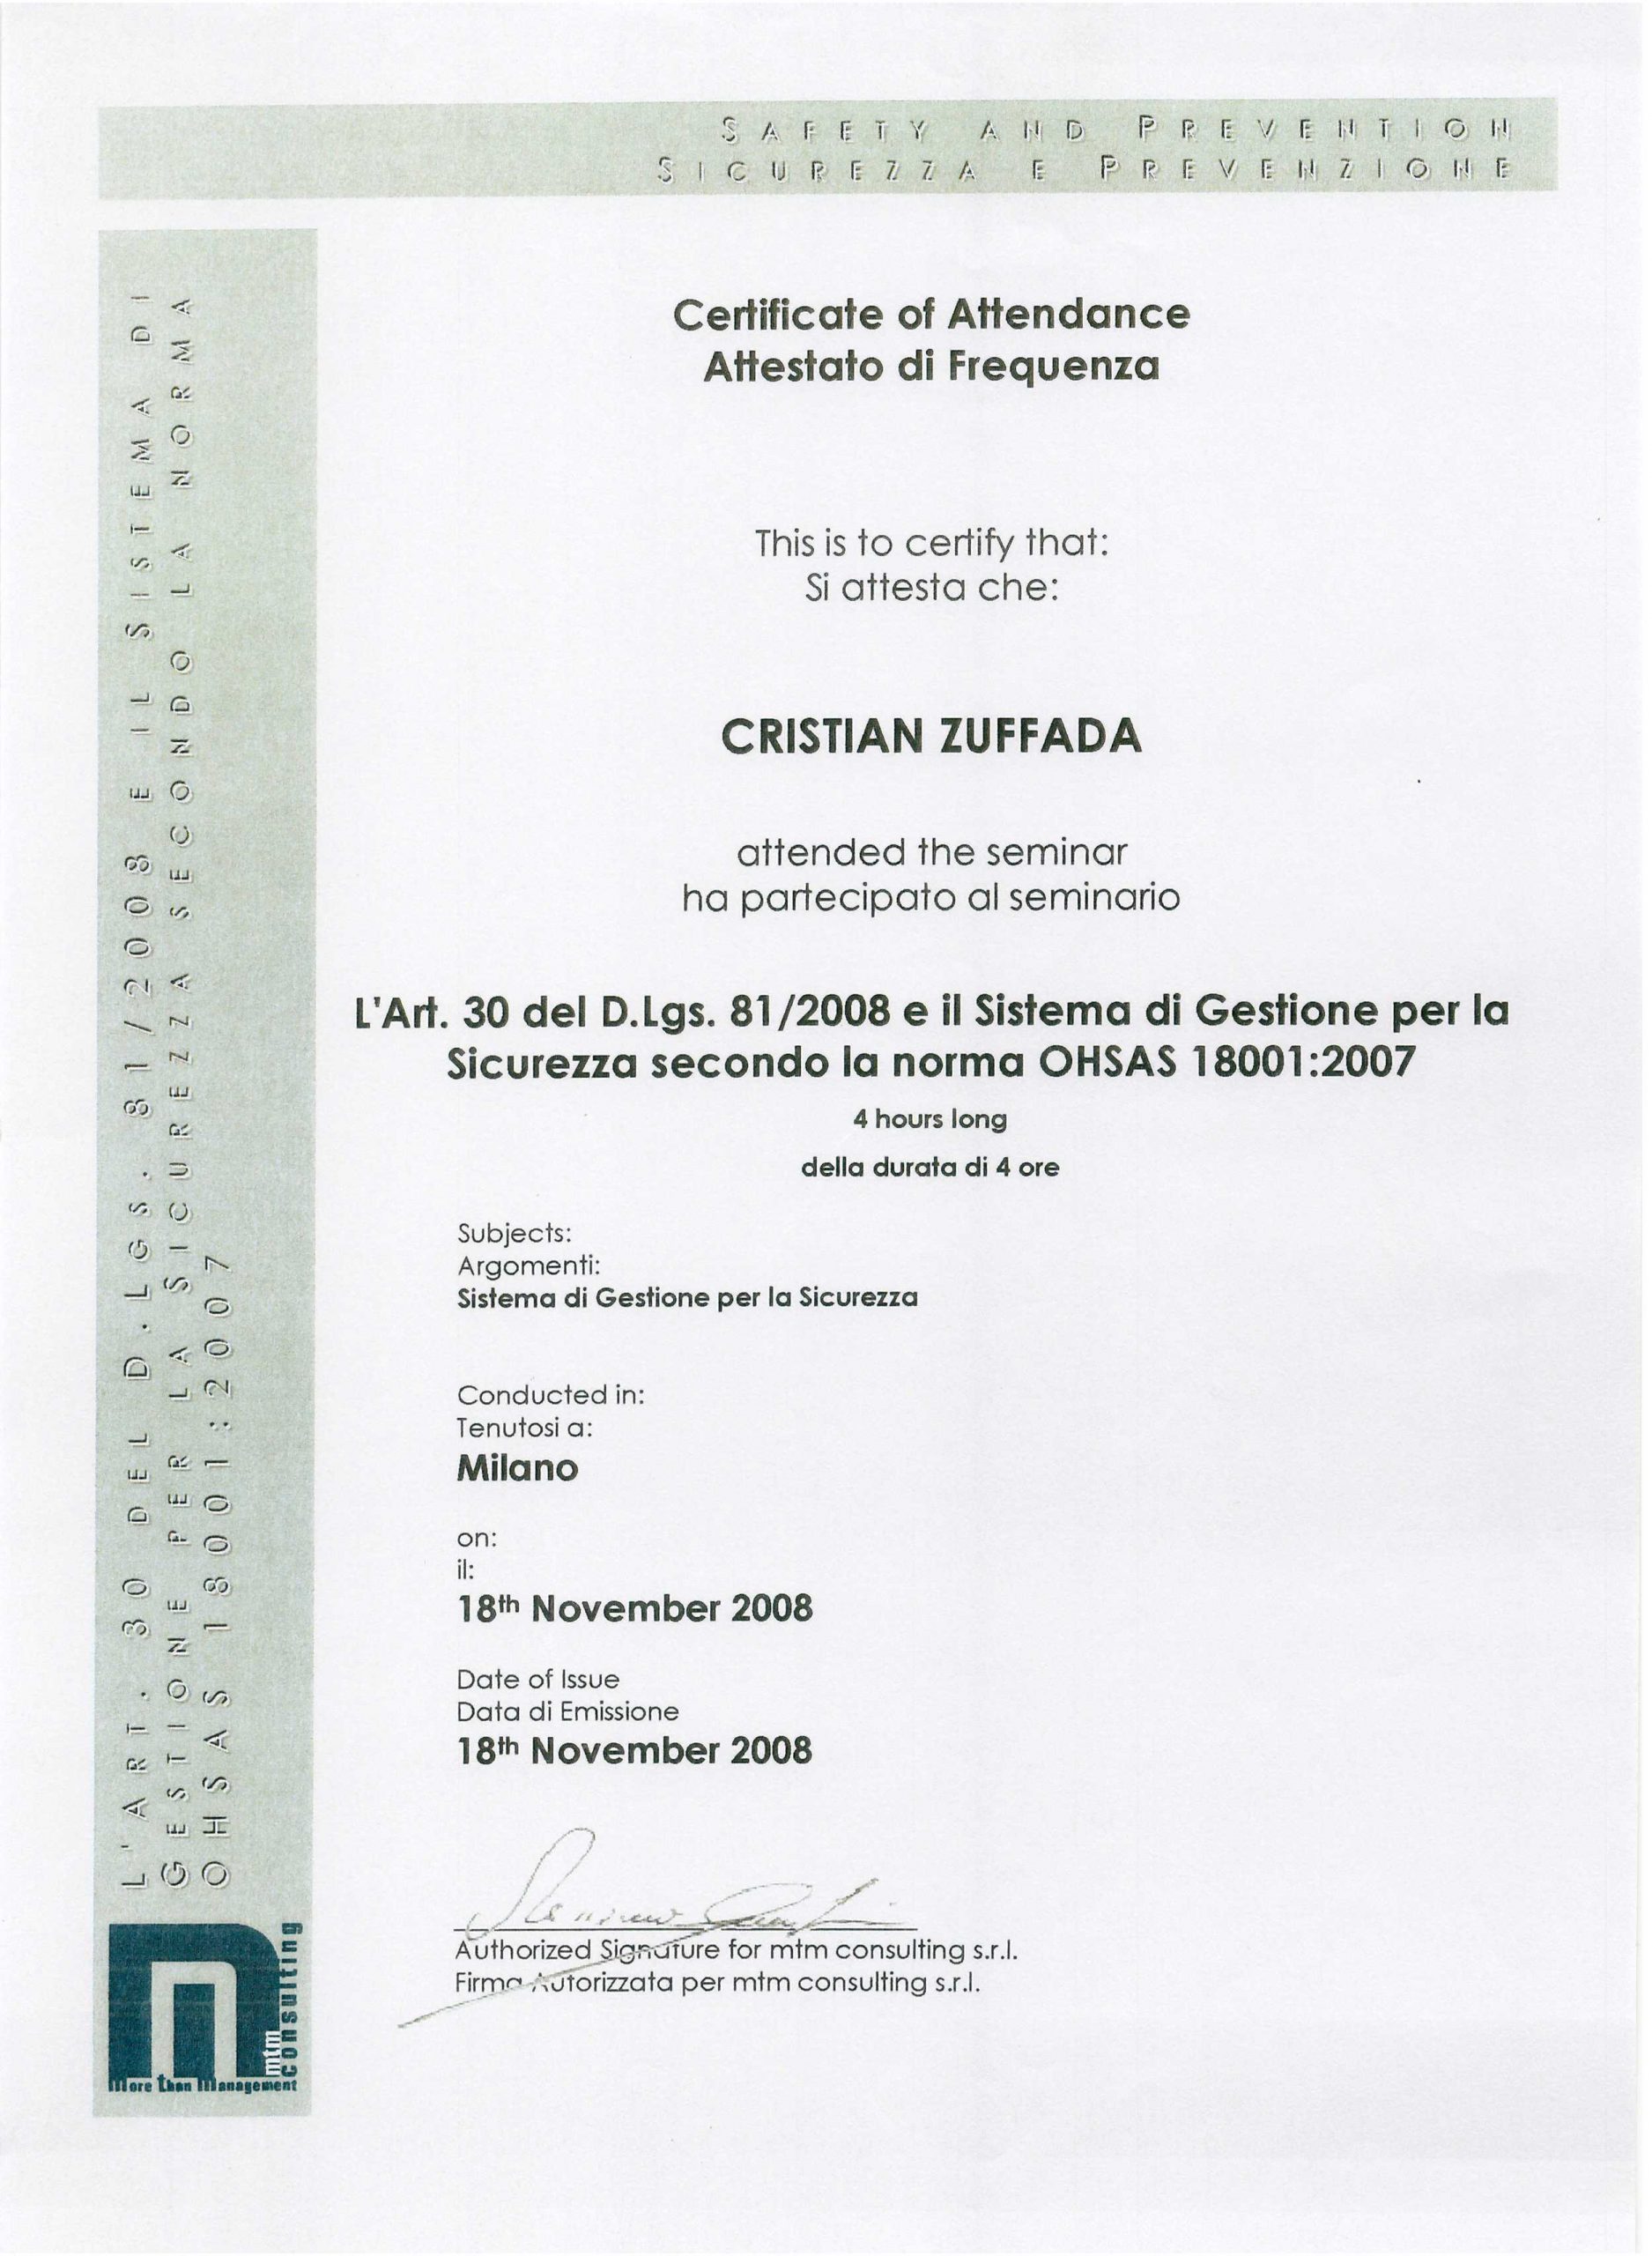 SAFETY AND PREVENTION
SICUREZZA E PREVENZIONE
L'ART. 30 DEL D.LGS. 81/2008 E IL SISTEMA DI
GESTIONE PER LA SICUREZZA SECONDO LA NORMA
OHSAS 18001:2007
Certificate of Attendance
Attestato di Frequenza
This is to certify that:
Si attesta che:
CRISTIAN ZUFFADA
attended the seminar
ha partecipato al seminario
L'Art. 30 del D.Lgs. 81/2008 e il Sistema di Gestione per la
Sicurezza secondo la norma OHSAS 18001:2007
4 hours long
della durata di 4 ore
Subjects:
Argomenti:
Sistema di Gestione per la Sicurezza
Conducted in:
Tenutosi a:
Milano
on:
il:
18th November 2008
Date of Issue
Data di Emissione
18th November 2008
Authorized Signature for mtm consulting s.r.l.
Firma Autorizzata per mtm consulting s.r.l.
mtm
consulting
More than Management